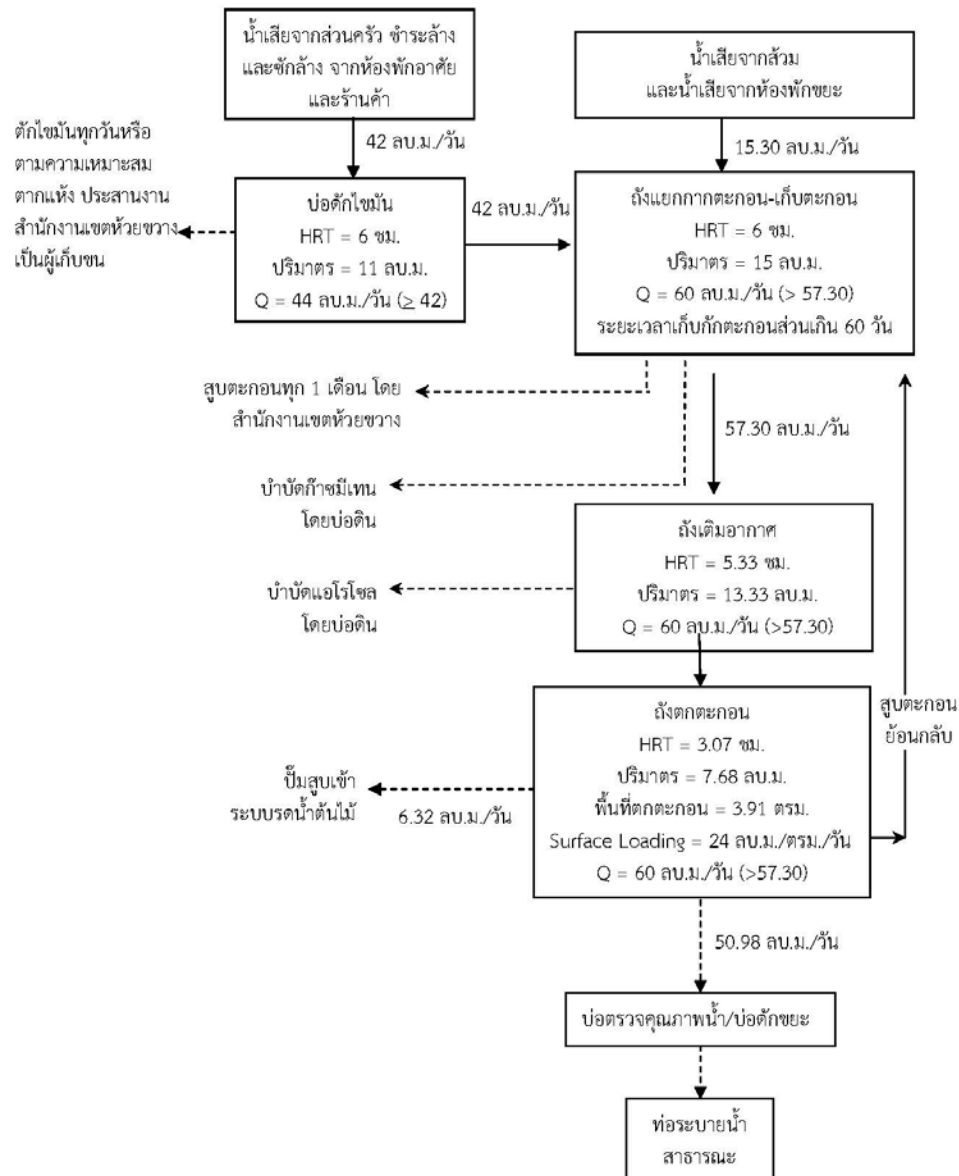 น้ำเสียจากส่วนครัว ชำระล้าง
และซักล้าง จากห้องพักอาศัย
และร้านค้า
น้ำเสียจากส้วม
และน้ำเสียจากห้องพักขยะ
42 ลบ.ม./วัน
15.30 ลบ.ม./วัน
ตักไขมันทุกวันหรือ
ตามความเหมาะสม
ตากแห้ง ประสานงาน
สำนักงานเขตห้วยขวาง
เป็นผู้เก็บขน
บ่อดักไขมัน
HRT = 6 ชม.
ปริมาตร = 11 ลบ.ม.
Q = 44 ลบ.ม./วัน (≥ 42)
42 ลบ.ม./วัน
ถังแยกกากตะกอน-เก็บตะกอน
HRT = 6 ชม.
ปริมาตร = 15 ลบ.ม.
Q = 60 ลบ.ม./วัน (> 57.30)
ระยะเวลาเก็บกักตะกอนส่วนเกิน 60 วัน
สูบตะกอนทุก 1 เดือน โดย
สำนักงานเขตห้วยขวาง
57.30 ลบ.ม./วัน
บำบัดก๊าซมีเทน
โดยบ่อดิน
ถังเติมอากาศ
HRT = 5.33 ชม.
ปริมาตร = 13.33 ลบ.ม.
Q = 60 ลบ.ม./วัน (>57.30)
บำบัดแอโรโซล
โดยบ่อดิน
ถังตกตะกอน
HRT = 3.07 ชม.
ปริมาตร = 7.68 ลบ.ม.
พื้นที่ตกตะกอน = 3.91 ตรม.
Surface Loading = 24 ลบ.ม./ตรม./วัน
Q = 60 ลบ.ม./วัน (>57.30)
สูบตะกอน
ย้อนกลับ
ปั๊มสูบเข้า
ระบบรดน้ำต้นไม้
6.32 ลบ.ม./วัน
50.98 ลบ.ม./วัน
บ่อตรวจคุณภาพน้ำ/บ่อดักขยะ
ท่อระบายน้ำ
สาธารณะ